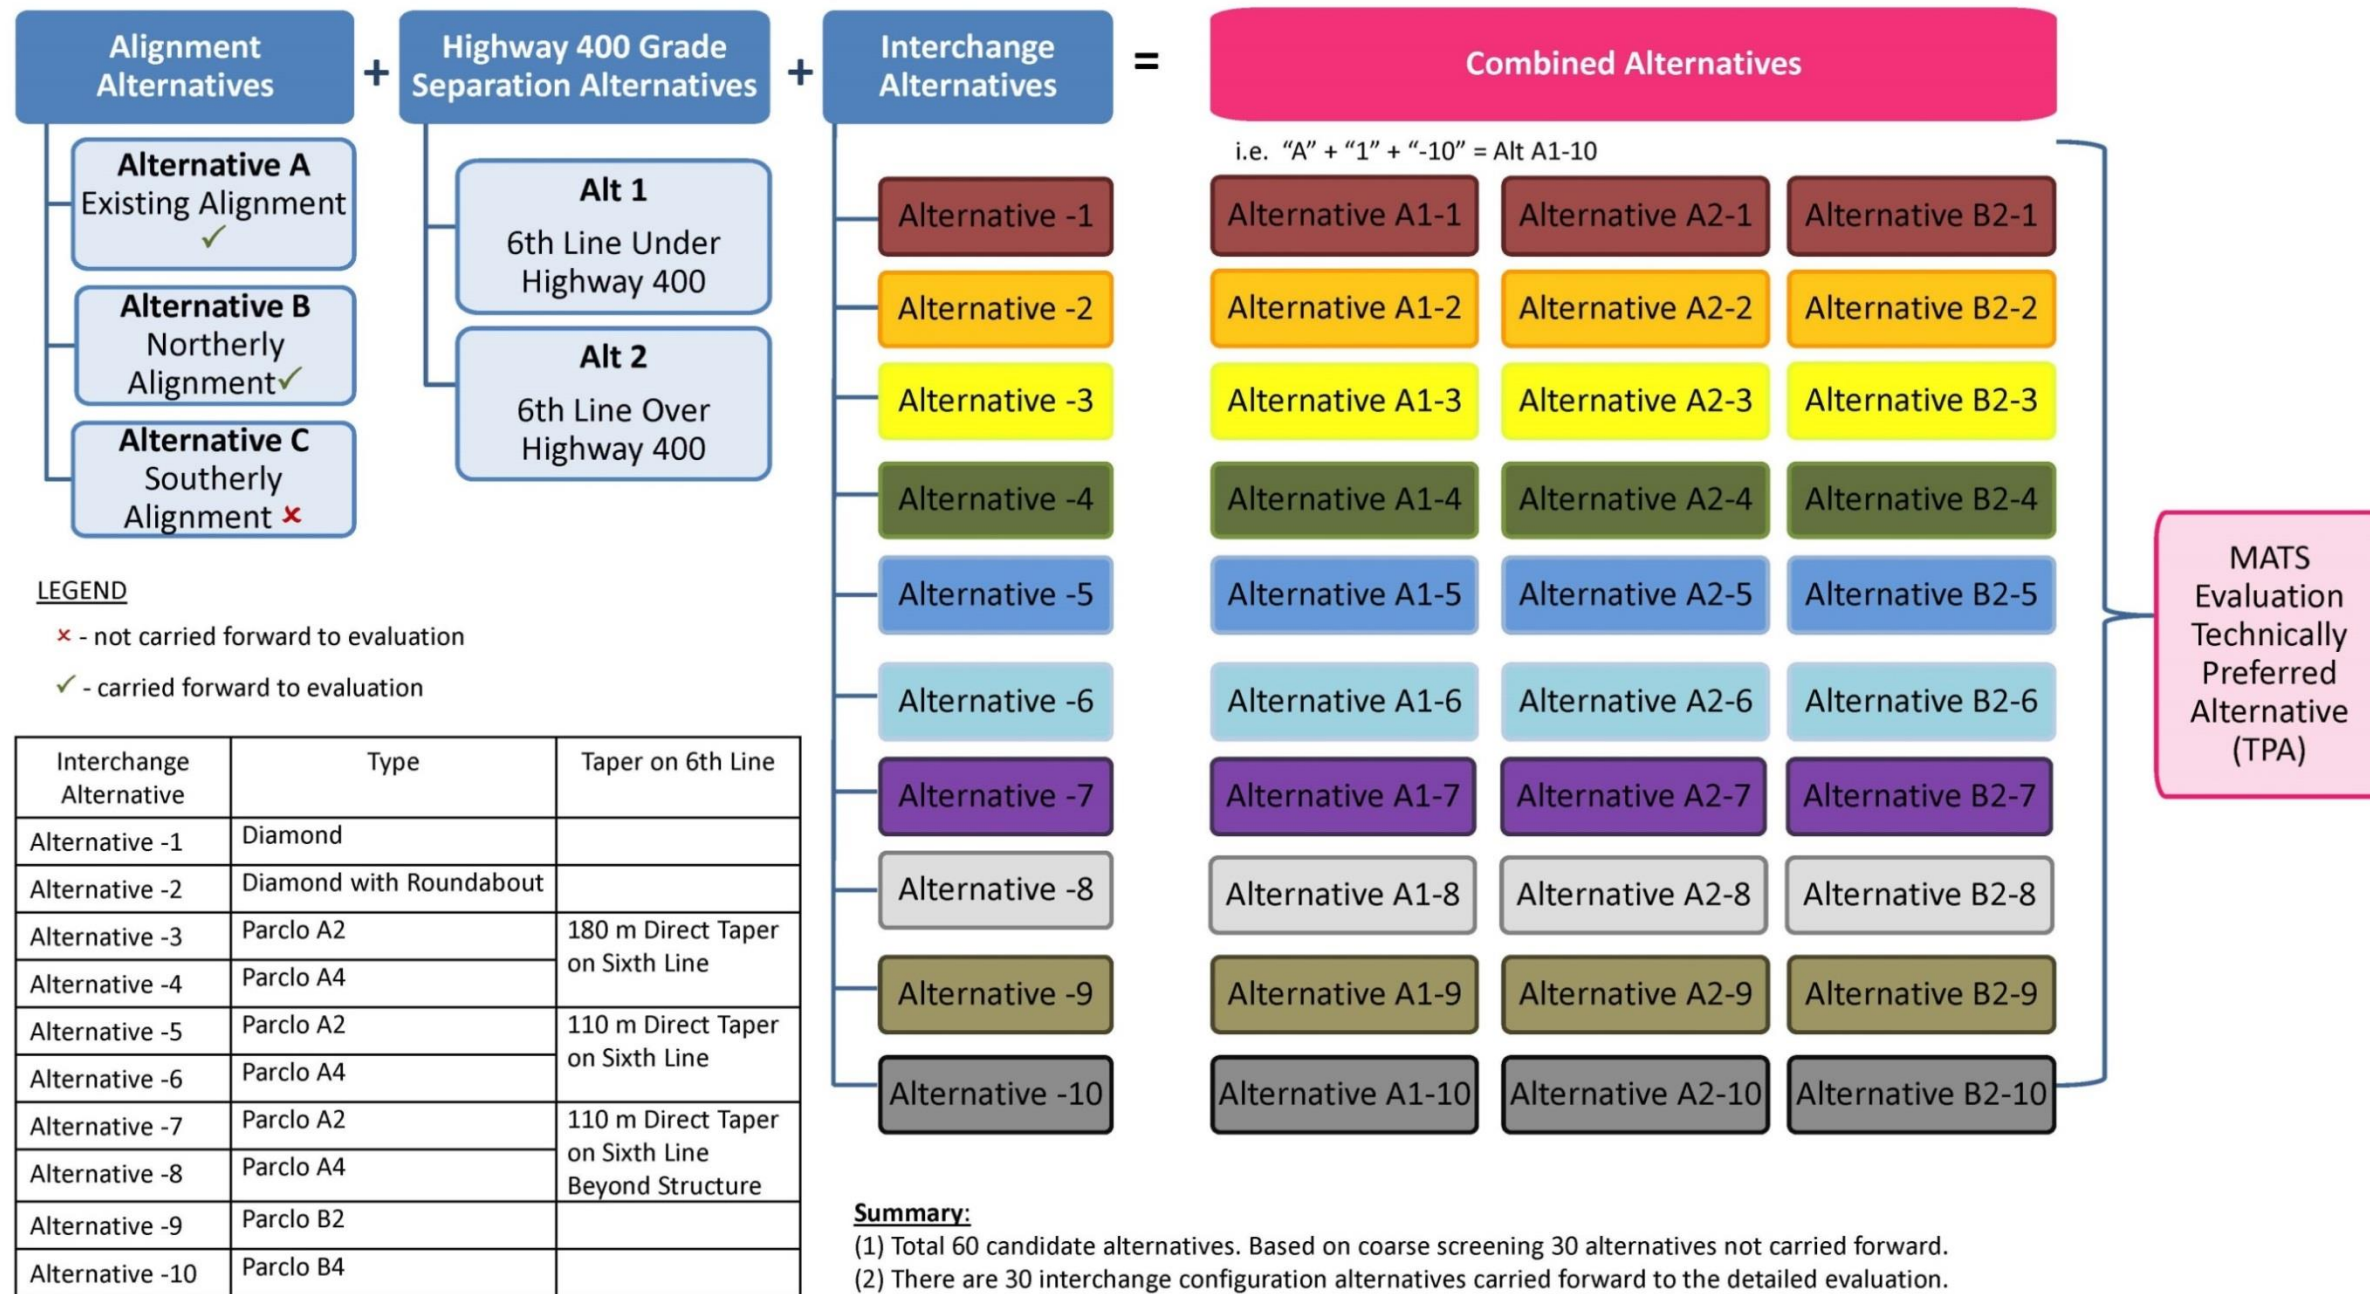 Alignment
Alternatives
+
Highway 400 Grade
Separation Alternatives
+
Interchange
Alternatives
=
Combined Alternatives
Alternative A
Existing Alignment
✓
Alternative B
Northerly
Alignment✓
Alternative C
Southerly
Alignment ✗
Alt 1
6th Line Under
Highway 400
Alt 2
6th Line Over
Highway 400
i.e. “A” + “1” + “-10” = Alt A1-10
Alternative -1
Alternative A1-1
Alternative A2-1
Alternative B2-1
Alternative -2
Alternative A1-2
Alternative A2-2
Alternative B2-2
Alternative -3
Alternative A1-3
Alternative A2-3
Alternative B2-3
Alternative -4
Alternative A1-4
Alternative A2-4
Alternative B2-4
Alternative -5
Alternative A1-5
Alternative A2-5
Alternative B2-5
Alternative -6
Alternative A1-6
Alternative A2-6
Alternative B2-6
Alternative -7
Alternative A1-7
Alternative A2-7
Alternative B2-7
Alternative -8
Alternative A1-8
Alternative A2-8
Alternative B2-8
Alternative -9
Alternative A1-9
Alternative A2-9
Alternative B2-9
Alternative -10
Alternative A1-10
Alternative A2-10
Alternative B2-10
MATS
Evaluation
Technically
Preferred
Alternative
(TPA)
LEGEND
✗ - not carried forward to evaluation
✓ - carried forward to evaluation
Interchange
Alternative
Type
Taper on 6th Line
Alternative -1
Diamond
Alternative -2
Diamond with Roundabout
Alternative -3
Parclo A2
180 m Direct Taper
on Sixth Line
Alternative -4
Parclo A4
Alternative -5
Parclo A2
110 m Direct Taper
on Sixth Line
Alternative -6
Parclo A4
Alternative -7
Parclo A2
110 m Direct Taper
on Sixth Line
Beyond Structure
Alternative -8
Parclo A4
Alternative -9
Parclo B2
Alternative -10
Parclo B4
Summary:
(1) Total 60 candidate alternatives. Based on coarse screening 30 alternatives not carried forward.
(2) There are 30 interchange configuration alternatives carried forward to the detailed evaluation.